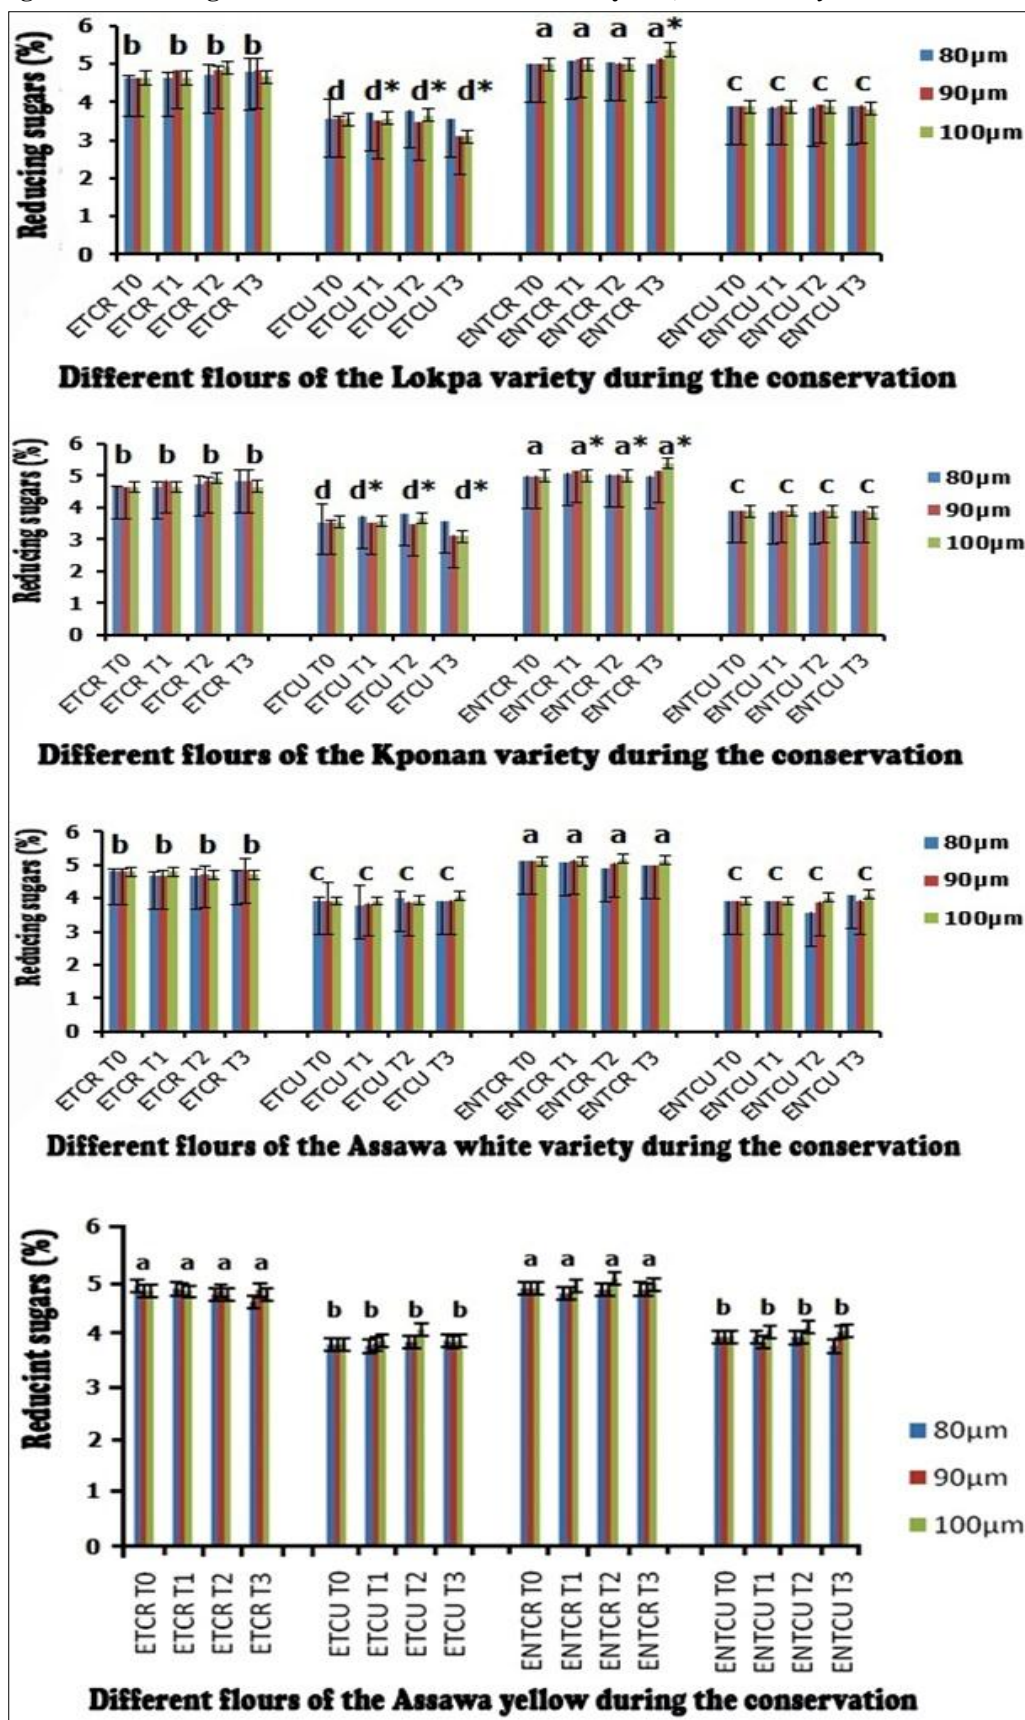 6
5
4
3
2
1
0
Reducing sugars (%)
b b b b
d d* d* d*
a a a a*
c c c c
80µm
90µm
100µm
ETCR T0
ETCR T1
ETCR T2
ETCR T3
ETCU T0
ETCU T1
ETCU T2
ETCU T3
ENTCR T0
ENTCR T1
ENTCR T2
ENTCR T3
ENTCU T0
ENTCU T1
ENTCU T2
ENTCU T3
Different flours of the Lokpa variety during the conservation
6
5
4
3
2
1
0
Reducing sugars (%)
b b b b
d d* d* d*
a a* a* a*
c c c c
80µm
90µm
100µm
ETCR T0
ETCR T1
ETCR T2
ETCR T3
ETCU T0
ETCU T1
ETCU T2
ETCU T3
ENTCR T0
ENTCR T1
ENTCR T2
ENTCR T3
ENTCU T0
ENTCU T1
ENTCU T2
ENTCU T3
Different flours of the Kponan variety during the conservation
6
5
4
3
2
1
0
Reducing sugars (%)
b b b b
c c c c
a a a a
c c c c
80µm
90µm
100µm
ETCR T0
ETCR T1
ETCR T2
ETCR T3
ETCU T0
ETCU T1
ETCU T2
ETCU T3
ENTCR T0
ENTCR T1
ENTCR T2
ENTCR T3
ENTCU T0
ENTCU T1
ENTCU T2
ENTCU T3
Different flours of the Assawa white variety during the conservation
6
5
4
3
2
1
0
Reducint sugars (%)
a a a a
b b b b
a a a a
b b b b
80µm
90µm
100µm
ETCR T0
ETCR T1
ETCR T2
ETCR T3
ETCU T0
ETCU T1
ETCU T2
ETCU T3
ENTCR T0
ENTCR T1
ENTCR T2
ENTCR T3
ENTCU T0
ENTCU T1
ENTCU T2
ENTCU T3
Different flours of the Assawa yellow during the conservation